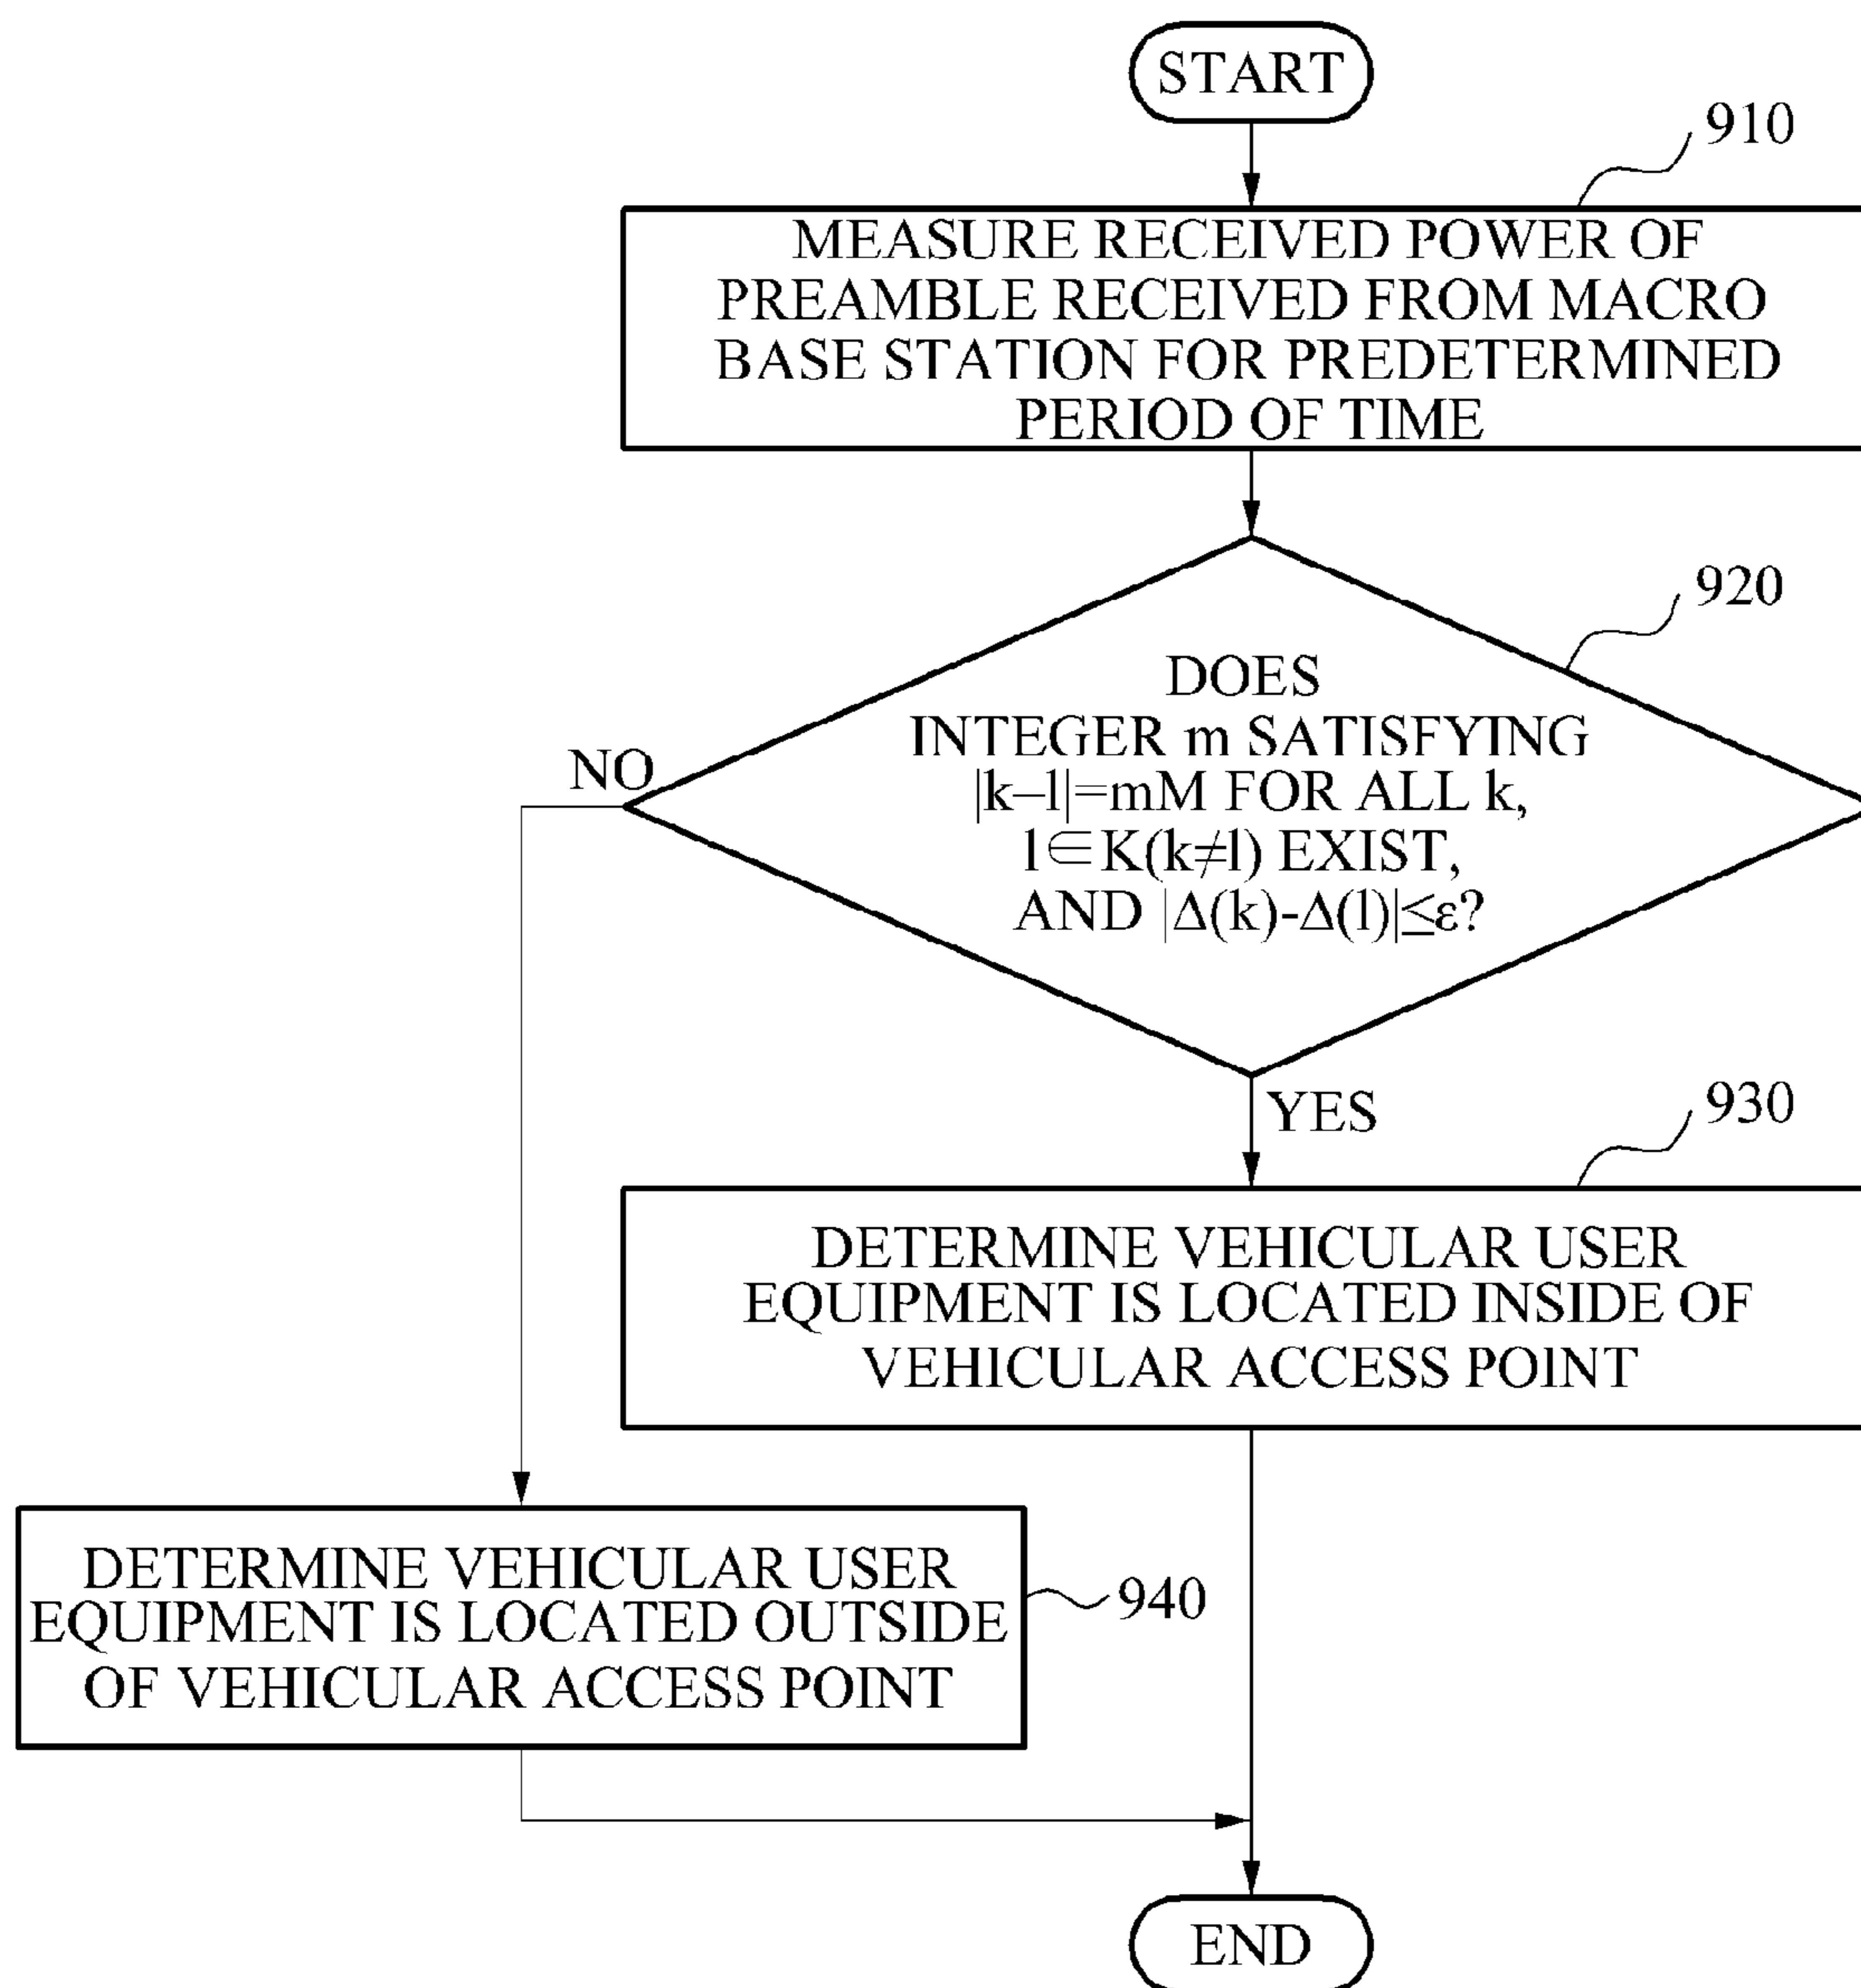 START
910
MEASURE RECEIVED POWER OF
PREAMBLE RECEIVED FROM MACRO
BASE STATION FOR PREDETERMINED
PERIOD OF TIME
920
DOES
INTEGER m SATISFYING
|k–l|=mM FOR ALL k,
l∈K(k≠l) EXIST,
AND |Δ(k)-Δ(l)|≤ε?
NO
YES
930
DETERMINE VEHICULAR USER
EQUIPMENT IS LOCATED INSIDE OF
VEHICULAR ACCESS POINT
DETERMINE VEHICULAR USER
EQUIPMENT IS LOCATED OUTSIDE
OF VEHICULAR ACCESS POINT
940
END